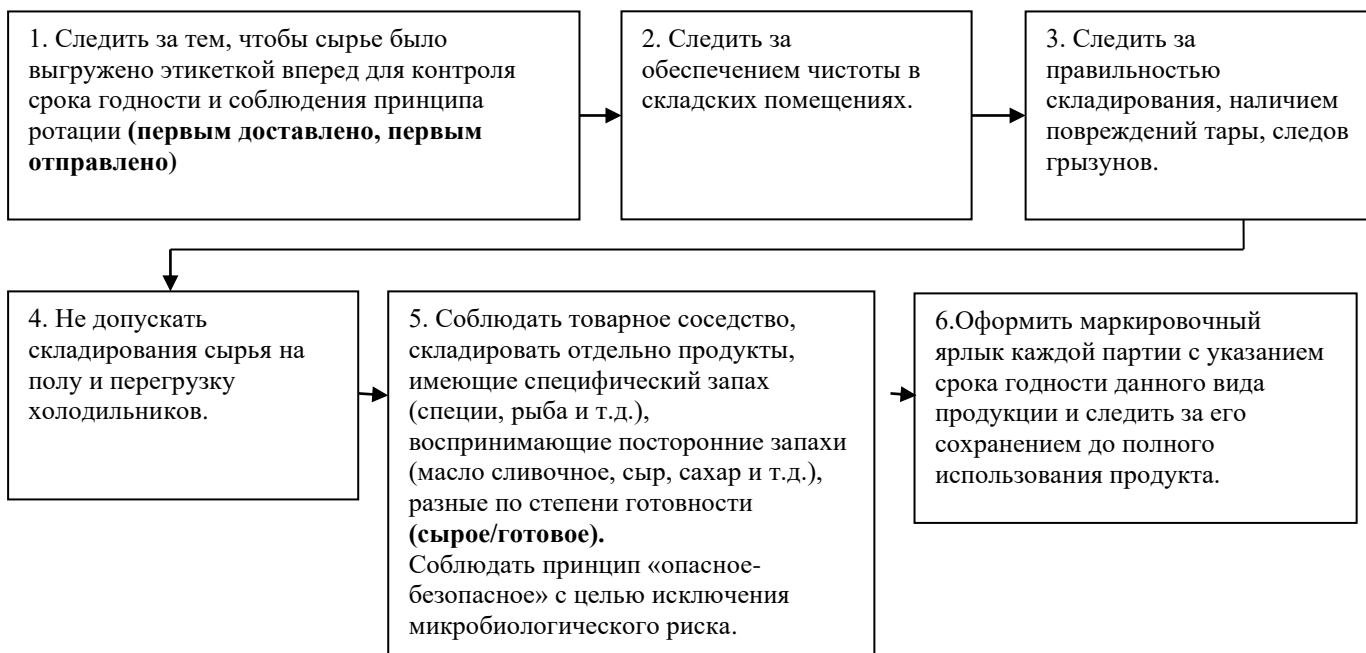 1. Следить за тем, чтобы сырье было
выгружено этикеткой вперед для контроля
срока годности и соблюдения принципа
ротации (первым доставлено, первым
отправлено)
2. Следить за
обеспечением чистоты в
складских помещениях.
3. Следить за
правильностью
складирования, наличием
повреждений тары, следов
грызунов.
4. Не допускать
складирования сырья на
полу и перегрузку
холодильников.
5. Соблюдать товарное соседство,
складировать отдельно продукты,
имеющие специфический запах
(специи, рыба и т.д.),
воспринимающие посторонние запахи
(масло сливочное, сыр, сахар и т.д.),
разные по степени готовности
(сырое/готовое).
Соблюдать принцип «опасное-
безопасное» с целью исключения
микробиологического риска.
6.Оформить маркировочный
ярлык каждой партии с указанием
срока годности данного вида
продукции и следить за его
сохранением до полного
использования продукта.